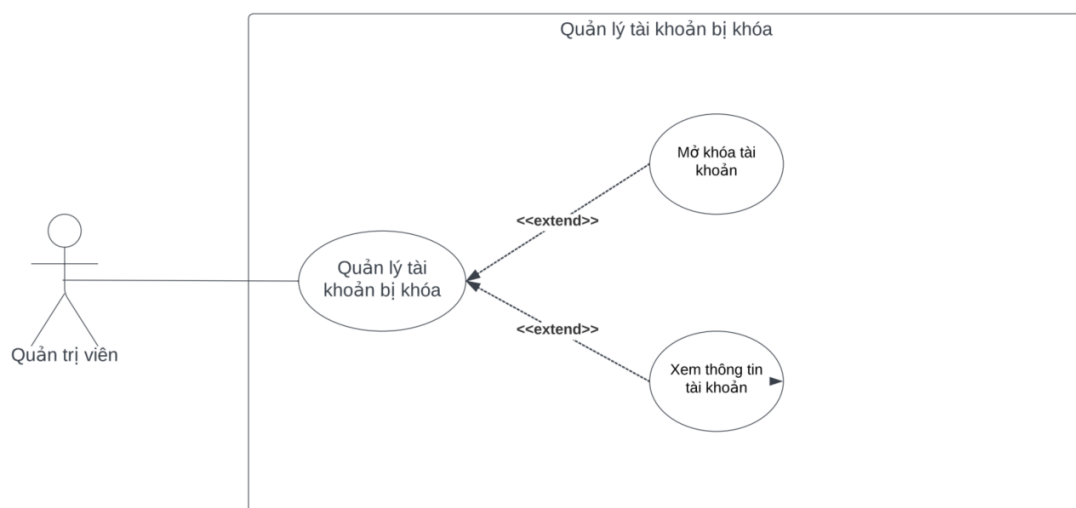 Quản lý tài khoản bị khóa
Mở khóa tài
khoản
<<extend>>
Quản lý tài
khoản bị khóa
<<extend>>
Quản trị viên
Xem thông tin
tài khoản